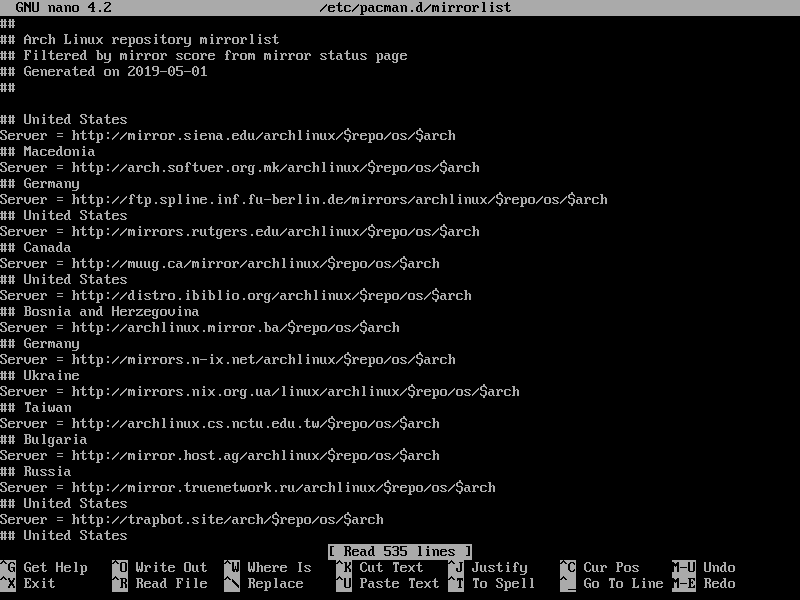 GNU nano 4.2 /etc/pacman.d/mirrorlist
##
## Arch Linux repository mirrorlist
## Filtered by mirror score from mirror status page
## Generated on 2019-05-01
##
## United States
Server = http://mirror.siena.edu/archlinux/$repo/os/$arch
## Macedonia
Server = http://arch.softver.org.mk/archlinux/$repo/os/$arch
## Germany
Server = http://ftp.spline.inf.fu-berlin.de/mirrors/archlinux/$repo/os/$arch
## United States
Server = http://mirrors.rutgers.edu/archlinux/$repo/os/$arch
## Canada
Server = http://muug.ca/mirror/archlinux/$repo/os/$arch
## United States
Server = http://distro.ibiblio.org/archlinux/$repo/os/$arch
## Bosnia and Herzegovina
Server = http://archlinux.mirror.ba/$repo/os/$arch
## Germany
Server = http://mirrors.n-ix.net/archlinux/$repo/os/$arch
## Ukraine
Server = http://mirrors.nix.org.ua/linux/archlinux/$repo/os/$arch
## Taiwan
Server = http://archlinux.cs.nctu.edu.tw/$repo/os/$arch
## Bulgaria
Server = http://mirror.host.ag/archlinux/$repo/os/$arch
## Russia
Server = http://mirror.truenetwork.ru/archlinux/$repo/os/$arch
## United States
Server = http://trapbot.site/arch/$repo/os/$arch
## United States
[ Read 535 lines ]
^G Get Help ^O Write Out ^W Where Is ^K Cut Text ^J Justify ^C Cur Pos M-U Undo
^X Exit ^R Read File ^\ Replace ^U Paste Text ^T To Spell ^_ Go To Line M-E Redo